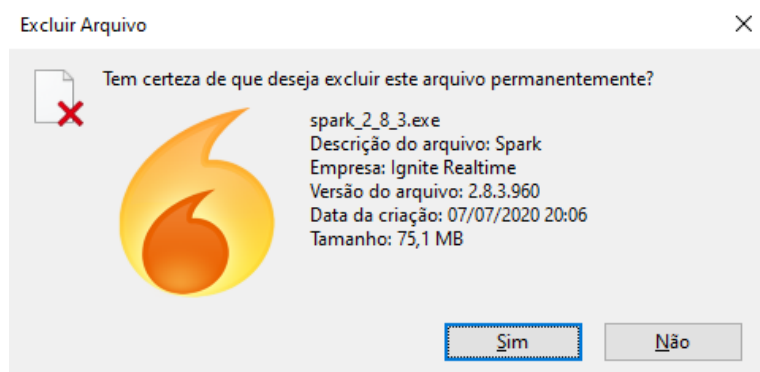 Excluir Arquivo
Tem certeza de que deseja excluir este arquivo permanentemente?
spark_2_8_3.exe
Descrição do arquivo: Spark
Empresa: Ignite Realtime
Versão do arquivo: 2.8.3.960
Data da criação: 07/07/2020 20:06
Tamanho: 75,1 MB
Sim
Não